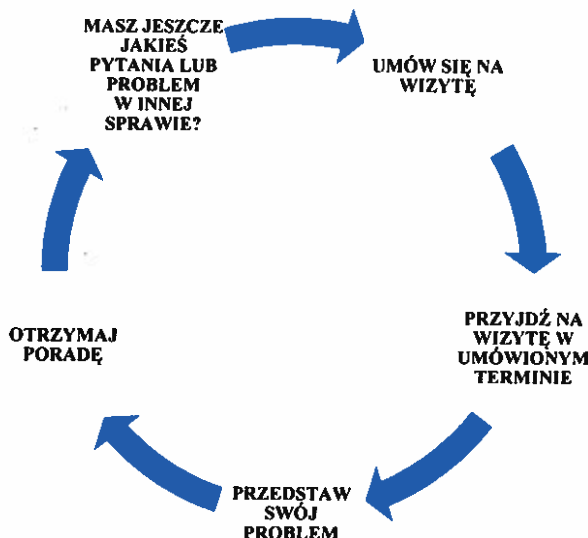 MASZ JESZCZE
JAKIEŚ
PYTANIA LUB
PROBLEM
W INNEJ
SPRAWIE?
UMÓW SIĘ NA
WIZYTĘ
PRZYJDŹ NA
WIZYTĘ W
UMÓWIONYM
TERMINIE
PRZEDSTAW
SWÓJ
PROBLEM
OTRZYMAJ
PORADĘ